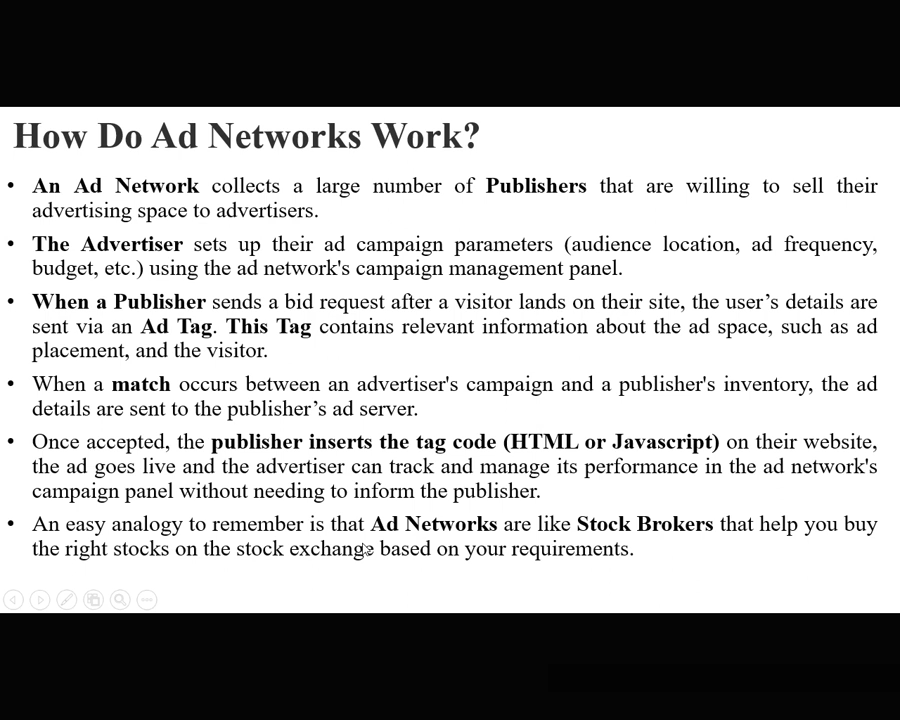 How Do Ad Networks Work?
• An Ad Network collects a large number of Publishers that are willing to sell their
advertising space to advertisers.
• The Advertiser sets up their ad campaign parameters (audience location, ad frequency,
budget, etc.) using the ad network's campaign management panel.
• When a Publisher sends a bid request after a visitor lands on their site, the user’s details are
sent via an Ad Tag. This Tag contains relevant information about the ad space, such as ad
placement, and the visitor.
• When a match occurs between an advertiser's campaign and a publisher's inventory, the ad
details are sent to the publisher’s ad server.
• Once accepted, the publisher inserts the tag code (HTML or Javascript) on their website,
the ad goes live and the advertiser can track and manage its performance in the ad network's
campaign panel without needing to inform the publisher.
• An easy analogy to remember is that Ad Networks are like Stock Brokers that help you buy
the right stocks on the stock exchange based on your requirements.